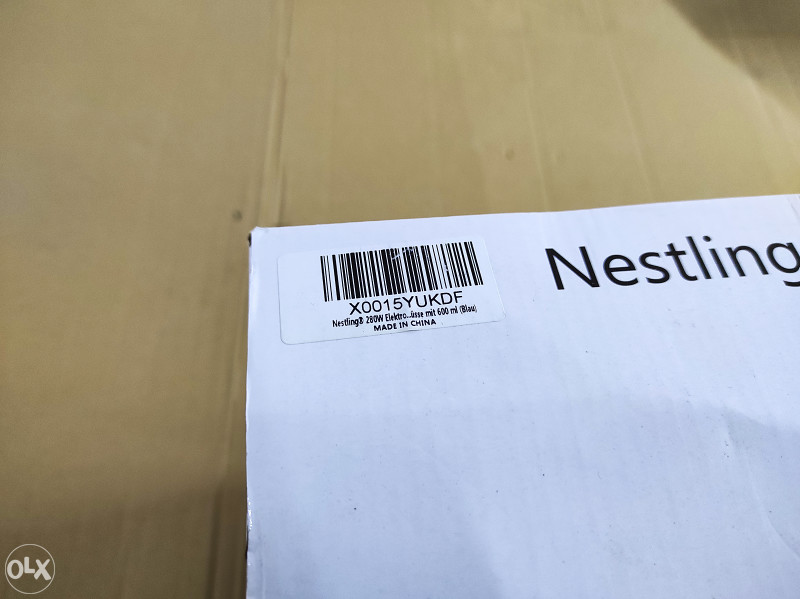 Nestling
X0015YUKDF
Nestling® 280W Elektro...üsse mit 600 ml (Blau)
MADE IN CHINA
OLX